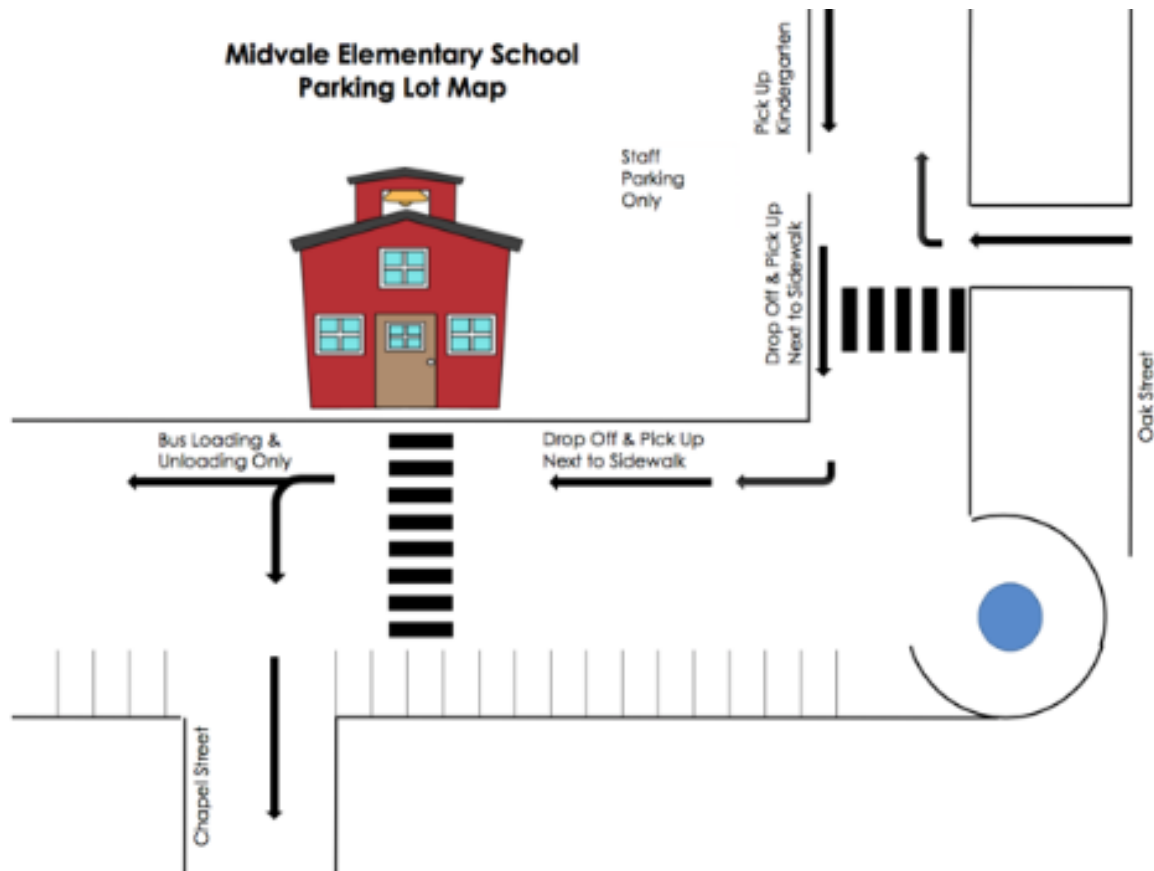 Midvale Elementary School
Parking Lot Map
Pick Up
Kindergarten
Staff
Parking
Only
Drop Off & Pick Up
Next to Sidewalk
Oak Street
Bus Loading &
Unloading Only
Drop Off & Pick Up
Next to Sidewalk
Chapel Street